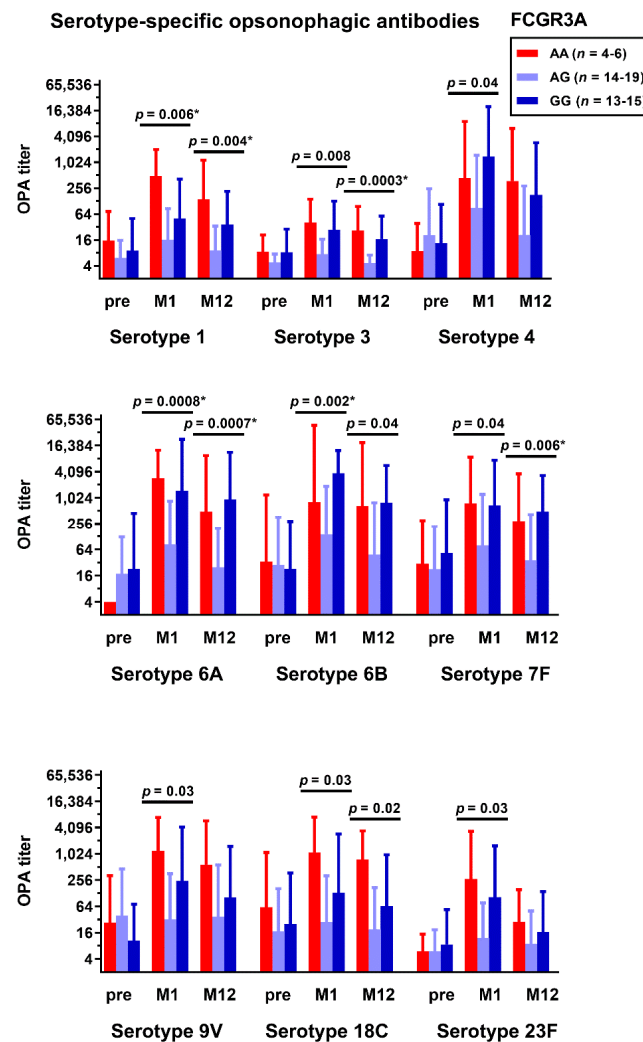 Serotype-specific opsonophagic antibodies
FCGR3A
AA (n = 4-6)
AG (n = 14-19)
GG (n = 13-15)
OPA titer
65,536
16,384
4,096
1,024
256
64
16
4
p = 0.006*
p = 0.004*
p = 0.008
p = 0.0003*
p = 0.04
pre M1 M12 pre M1 M12 pre M1 M12
Serotype 1 Serotype 3 Serotype 4
OPA titer
65,536
16,384
4,096
1,024
256
64
16
4
p = 0.0008*
p = 0.0007*
p = 0.002*
p = 0.04
p = 0.04
p = 0.006*
pre M1 M12 pre M1 M12 pre M1 M12
Serotype 6A Serotype 6B Serotype 7F
OPA titer
65,536
16,384
4,096
1,024
256
64
16
4
p = 0.03
p = 0.03
p = 0.02
p = 0.03
pre M1 M12 pre M1 M12 pre M1 M12
Serotype 9V Serotype 18C Serotype 23F